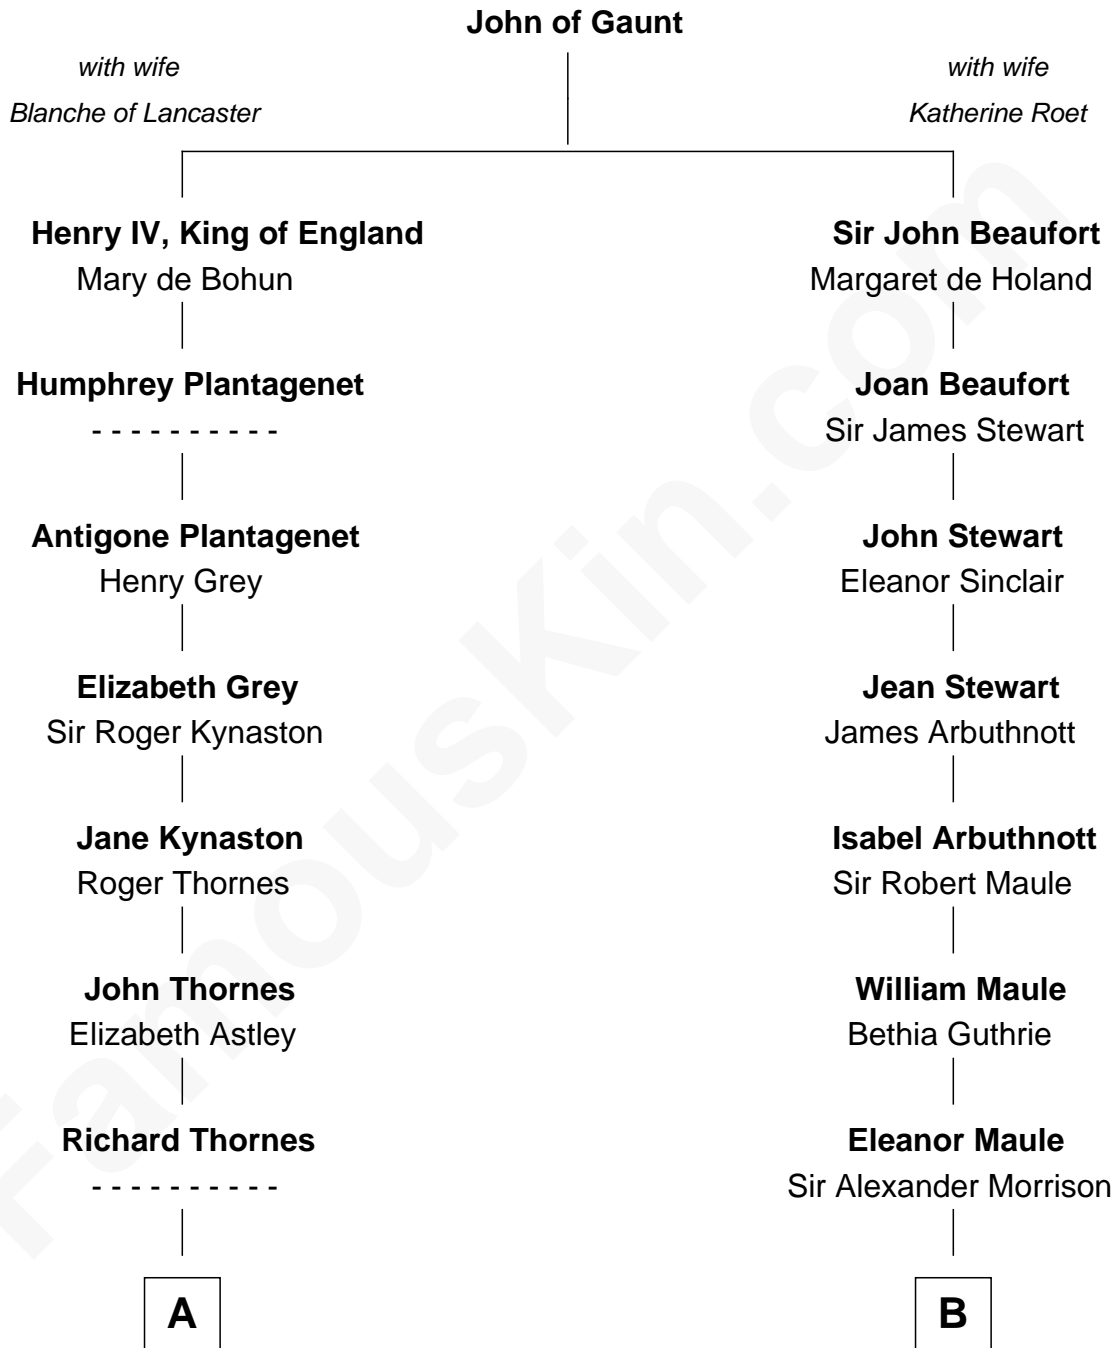 John of Gaunt
with wife
Blanche of Lancaster
with wife
Katherine Roet
Henry IV, King of England
Mary de Bohun
Sir John Beaufort
Margaret de Holand
Humphrey Plantagenet
- - - - - - - - - -
Joan Beaufort
Sir James Stewart
Antigone Plantagenet
Henry Grey
John Stewart
Eleanor Sinclair
Elizabeth Grey
Sir Roger Kynaston
Jean Stewart
James Arbuthnott
Jane Kynaston
Roger Thornes
Isabel Arbuthnott
Sir Robert Maule
John Thornes
Elizabeth Astley
William Maule
Bethia Guthrie
Richard Thornes
- - - - - - - - - -
Eleanor Maule
Sir Alexander Morrison
A
B
FamousKin.com